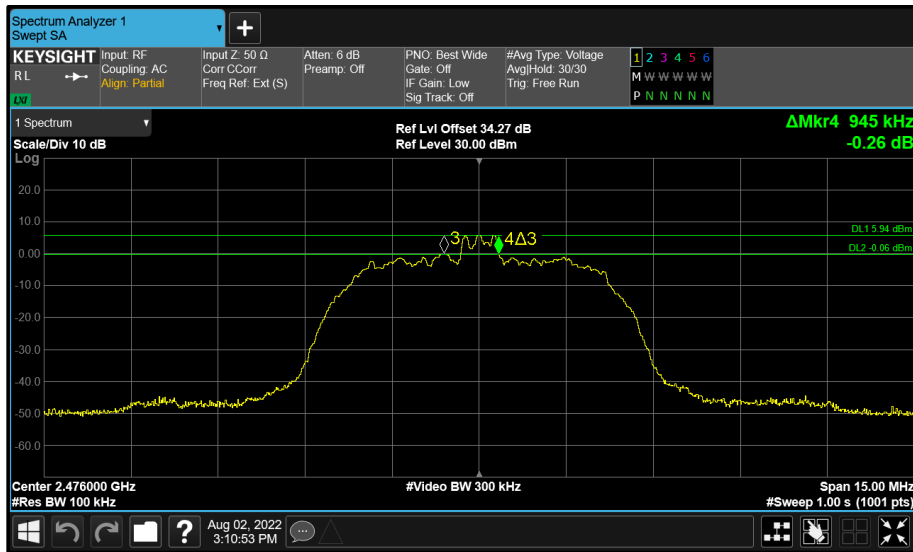 Spectrum Analyzer 1
Swept SA
+
KEYSIGHT
RL
LXI
Input: RF
Coupling: AC
Align: Partial
Input Z: 50 Ω
Corr CCorr
Freq Ref: Ext (S)
Atten: 6 dB
Preamp: Off
PNO: Best Wide
Gate: Off
IF Gain: Low
Sig Track: Off
#Avg Type: Voltage
Avg|Hold: 30/30
Trig: Free Run
1 2 3 4 5 6
M W W W W W
P N N N N N
1 Spectrum
Scale/Div 10 dB
Ref Lvl Offset 34.27 dB
Ref Level 30.00 dBm
ΔMkr4 945 kHz
-0.26 dB
Log
20.0
10.0
0.00
-10.0
-20.0
-30.0
-40.0
-50.0
-60.0
3
4Δ3
DL1 5.94 dBm
DL2 -0.06 dBm
Center 2.476000 GHz
#Video BW 300 kHz
Span 15.00 MHz
#Res BW 100 kHz
#Sweep 1.00 s (1001 pts)
?
Aug 02, 2022
3:10:53 PM